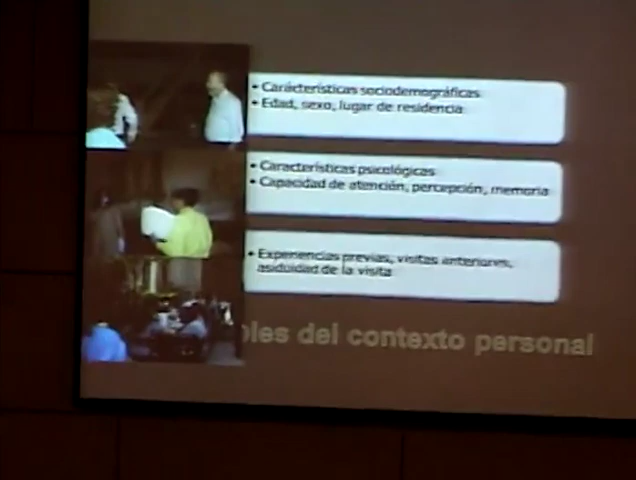 • Carácterísticas sociodemográficas
• Edad, sexo, lugar de residencia
• Características psicológicas
• Capacidad de atención, percepción, memoria
• Experiencias previas, visitas anteriores,
asiduidad de la visita
bles del contexto personal